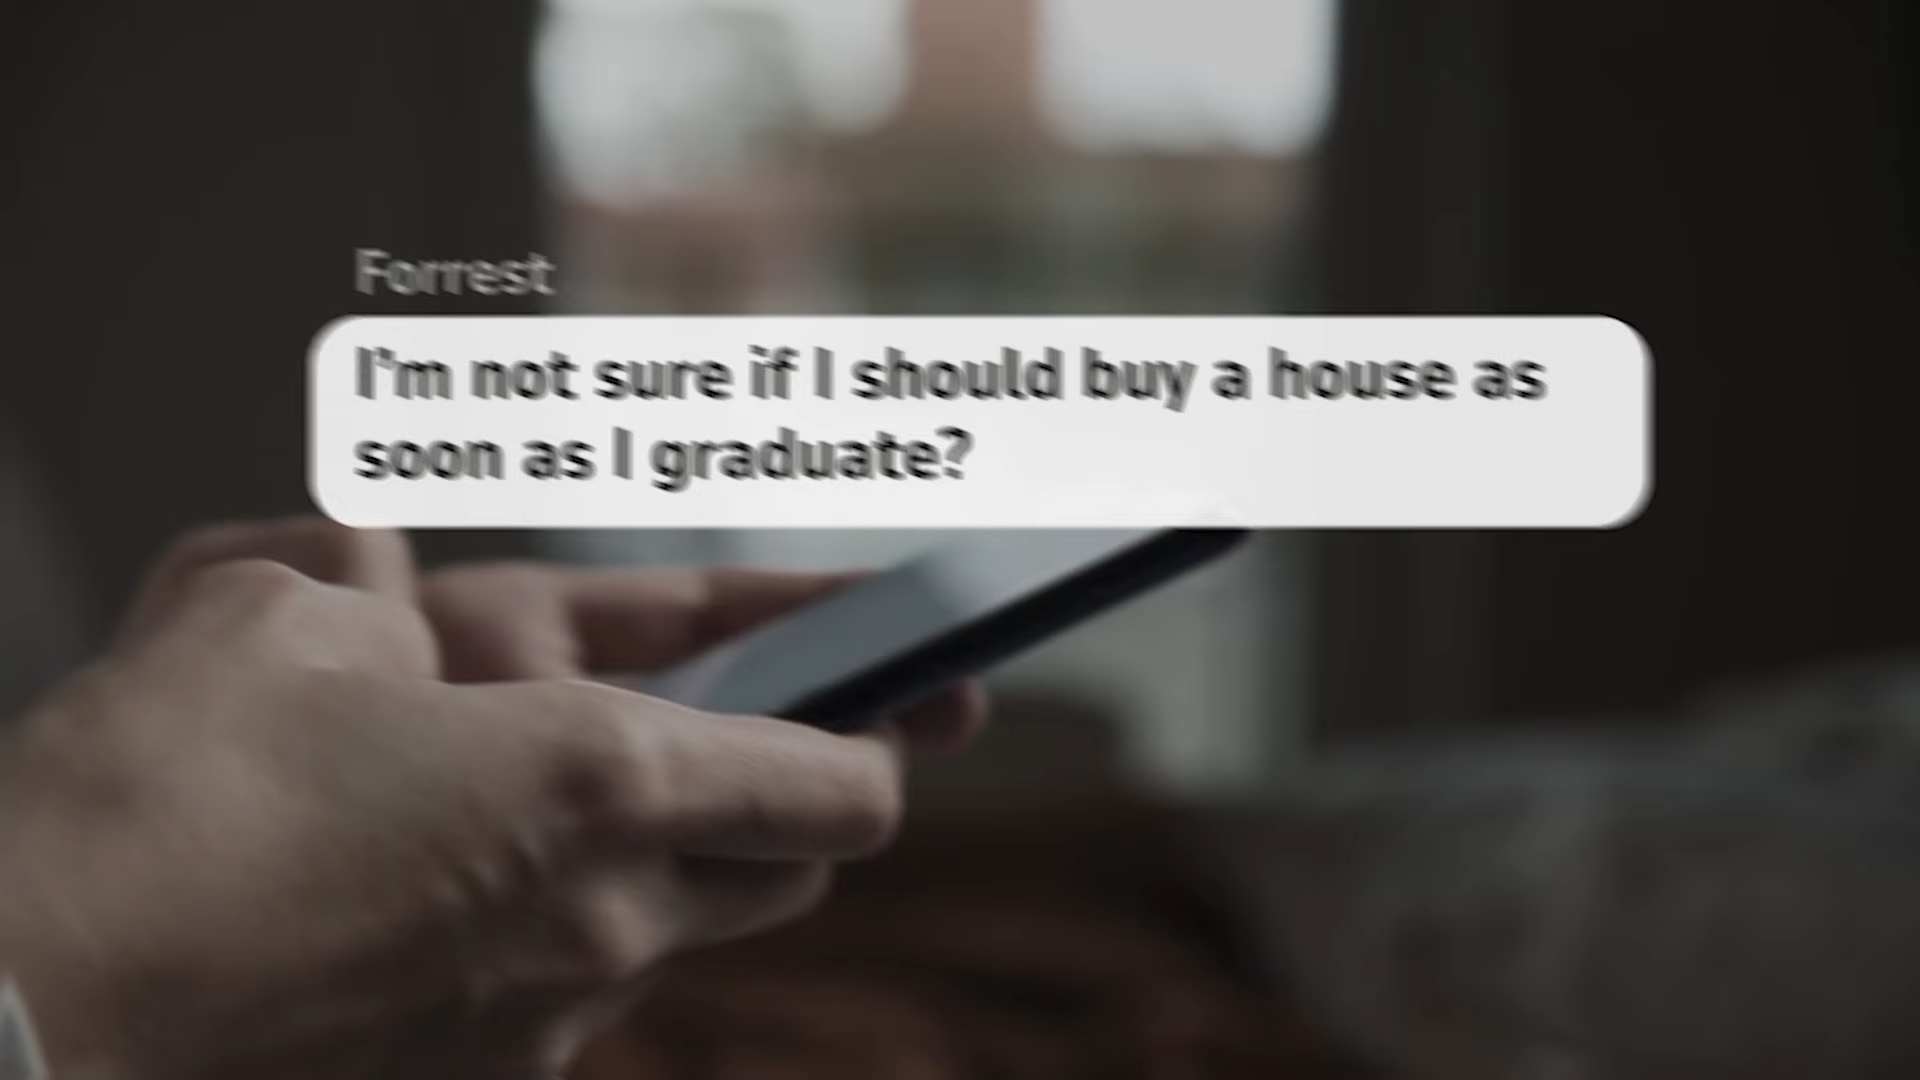 Forrest
I'm not sure if I should buy a house as
soon as I graduate?